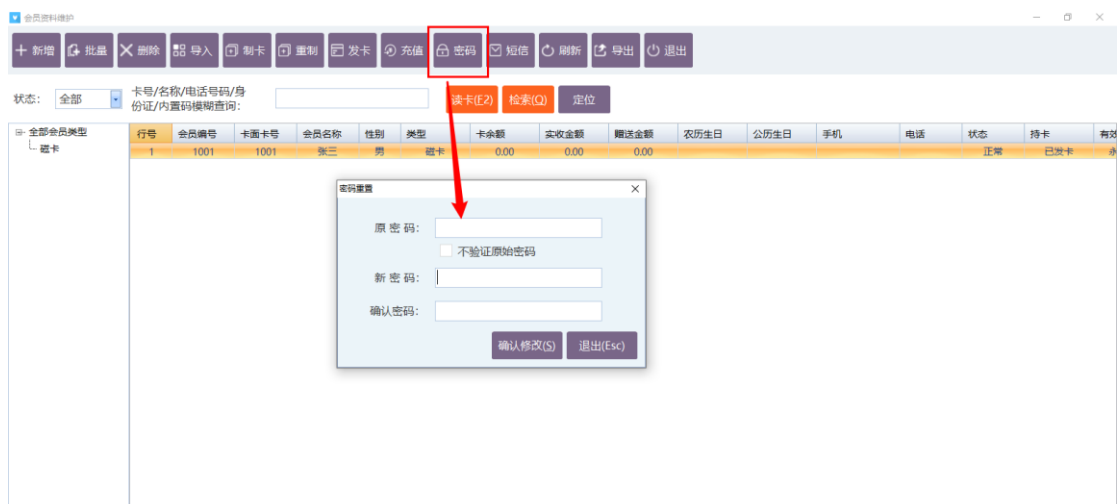 会员资料维护
新增 批量 删除 导入 制卡 重制 发卡 充值 密码 短信 刷新 导出 退出
状态: 全部 卡号/名称/电话号码/身
份证/内置码模糊查询: 读卡(F2) 检索(Q) 定位
全部会员类型 行号 会员编号 卡面卡号 会员名称 性别 类型 卡余额 实收金额 赠送金额 农历生日 公历生日 手机 电话 状态 持卡 有效
磁卡 1 1001 1001 张三 男 磁卡 0.00 0.00 0.00 正常 已发卡 永
密码重置
原 密 码:
不验证原始密码
新 密 码:
确认密码:
确认修改(S) 退出(Esc)